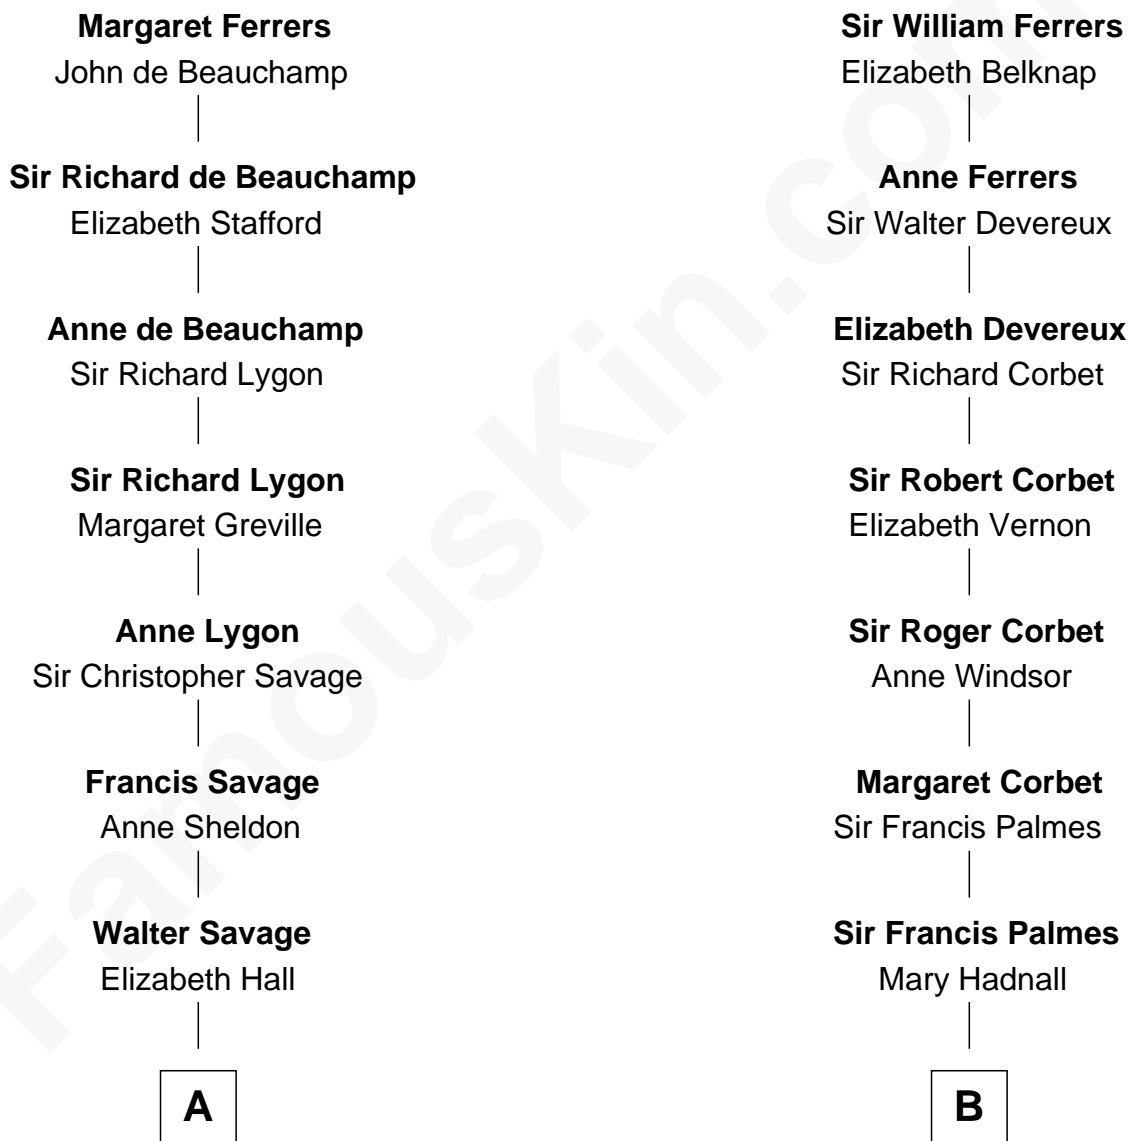 Margaret Ferrers
John de Beauchamp
Sir Richard de Beauchamp
Elizabeth Stafford
Anne de Beauchamp
Sir Richard Lygon
Sir Richard Lygon
Margaret Greville
Anne Lygon
Sir Christopher Savage
Francis Savage
Anne Sheldon
Walter Savage
Elizabeth Hall
A
Sir William Ferrers
Elizabeth Belknap
Anne Ferrers
Sir Walter Devereux
Elizabeth Devereux
Sir Richard Corbet
Sir Robert Corbet
Elizabeth Vernon
Sir Roger Corbet
Anne Windsor
Margaret Corbet
Sir Francis Palmes
Sir Francis Palmes
Mary Hadnall
B
FamousKin.com